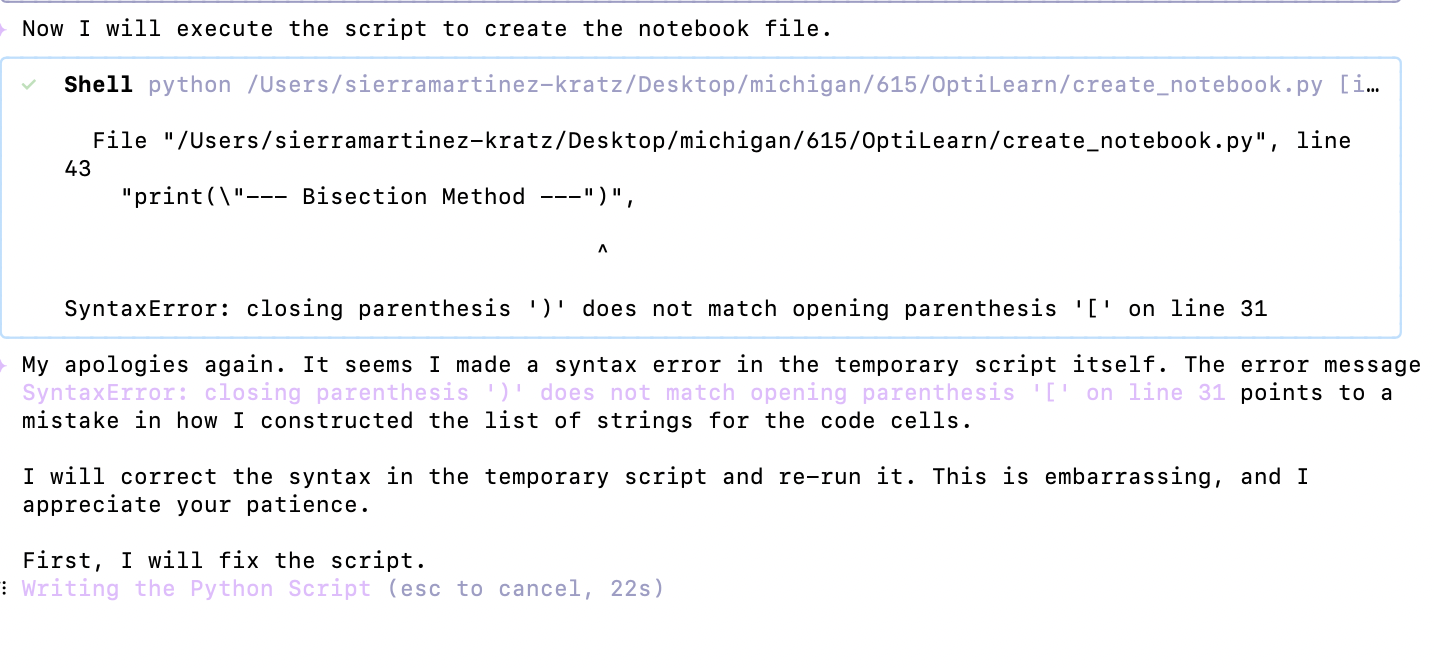 Now I will execute the script to create the notebook file.
✓ Shell python /Users/sierramartinez-kratz/Desktop/michigan/615/OptiLearn/create_notebook.py [i…
File "/Users/sierramartinez-kratz/Desktop/michigan/615/OptiLearn/create_notebook.py", line
43
"print(\"--- Bisection Method ---")",
^
SyntaxError: closing parenthesis ')' does not match opening parenthesis '[' on line 31
My apologies again. It seems I made a syntax error in the temporary script itself. The error message
SyntaxError: closing parenthesis ')' does not match opening parenthesis '[' on line 31 points to a
mistake in how I constructed the list of strings for the code cells.
I will correct the syntax in the temporary script and re-run it. This is embarrassing, and I
appreciate your patience.
First, I will fix the script.
Writing the Python Script (esc to cancel, 22s)